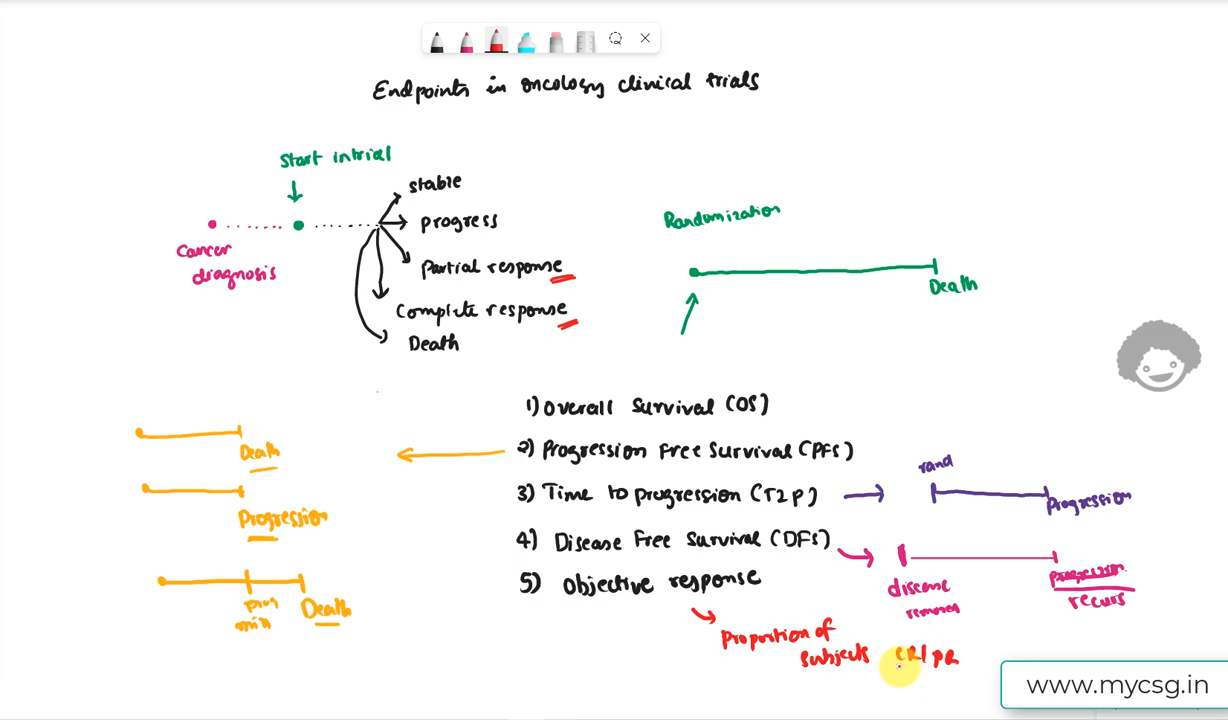 Endpoints in oncology clinical trials
Start intrial
stable
progress
Partial response
Complete response
Death
Cancer
diagnosis
Randomization
Death
1) Overall Survival (OS)
2) Progression Free Survival (PFS)
3) Time to progression (T2P)
4) Disease Free Survival (DFS)
5) Objective response
Death
Progression
Death
rand
Progression
disease
removed
progression
recurs
Proportion of
subjects CR/PR
www.mycsg.in